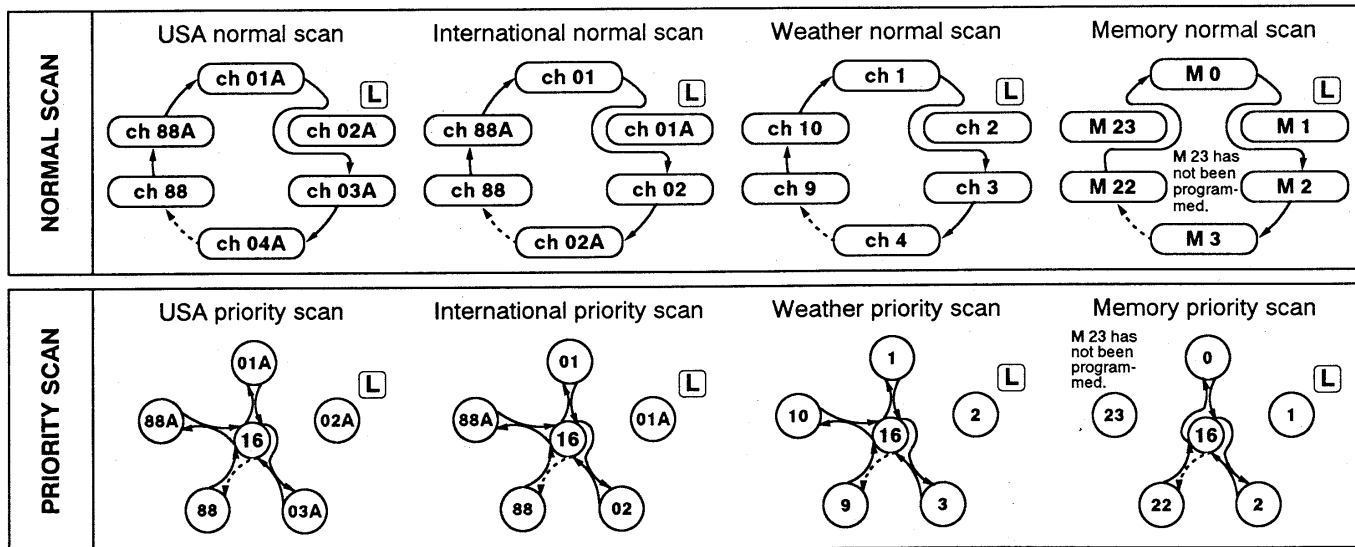 NORMAL SCAN
USA normal scan
ch 01A
L
ch 88A
ch 02A
ch 88
ch 03A
ch 04A
International normal scan
ch 01
L
ch 88A
ch 01A
ch 88
ch 02
ch 02A
Weather normal scan
ch 1
L
ch 10
ch 2
ch 9
ch 3
ch 4
Memory normal scan
M 0
L
M 23
M 1
M 23 has
not been
program-
med.
M 22
M 2
M 3
PRIORITY SCAN
USA priority scan
01A
L
88A
02A
16
88
03A
International priority scan
01
L
88A
01A
16
88
02
Weather priority scan
1
L
10
2
16
9
3
Memory priority scan
M 23 has
not been
program-
med.
0
L
23
1
16
22
2